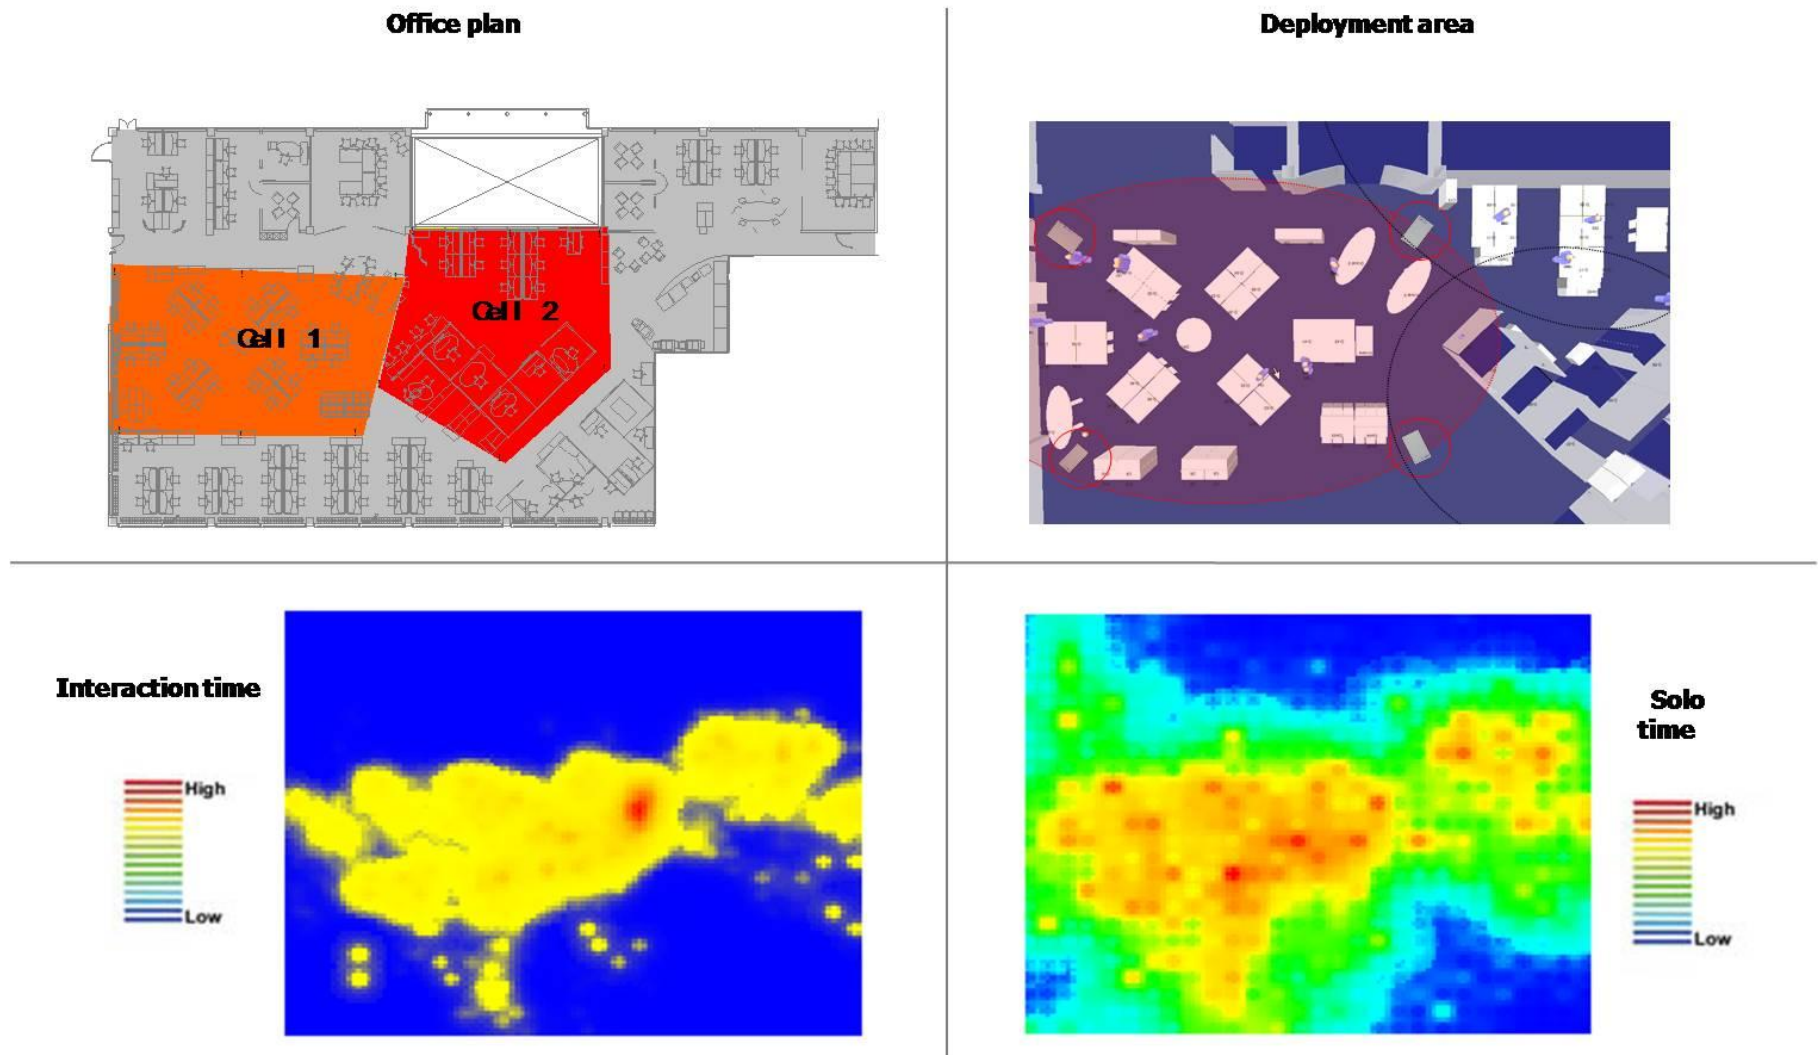 Office plan
Deployment area
Cell 1
Cell 2
Interaction time
High
Low
Solo
time
High
Low